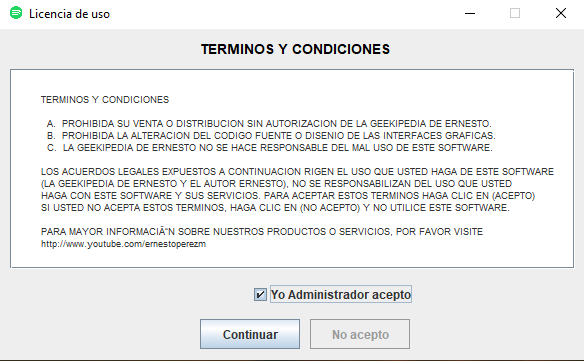 Licencia de uso
TERMINOS Y CONDICIONES
TERMINOS Y CONDICIONES
A. PROHIBIDA SU VENTA O DISTRIBUCION SIN AUTORIZACION DE LA GEEKIPEDIA DE ERNESTO.
B. PROHIBIDA LA ALTERACION DEL CODIGO FUENTE O DISENIO DE LAS INTERFACES GRAFICAS.
C. LA GEEKIPEDIA DE ERNESTO NO SE HACE RESPONSABLE DEL MAL USO DE ESTE SOFTWARE.
LOS ACUERDOS LEGALES EXPUESTOS A CONTINUACION RIGEN EL USO QUE USTED HAGA DE ESTE SOFTWARE
(LA GEEKIPEDIA DE ERNESTO Y EL AUTOR ERNESTO), NO SE RESPONSABILIZAN DEL USO QUE USTED
HAGA CON ESTE SOFTWARE Y SUS SERVICIOS. PARA ACEPTAR ESTOS TERMINOS HAGA CLIC EN (ACEPTO)
SI USTED NO ACEPTA ESTOS TERMINOS, HAGA CLIC EN (NO ACEPTO) Y NO UTILICE ESTE SOFTWARE.
PARA MAYOR INFORMACIÃ“N SOBRE NUESTROS PRODUCTOS O SERVICIOS, POR FAVOR VISITE
http://www.youtube.com/ernestoperezm
Yo Administrador acepto
Continuar
No acepto